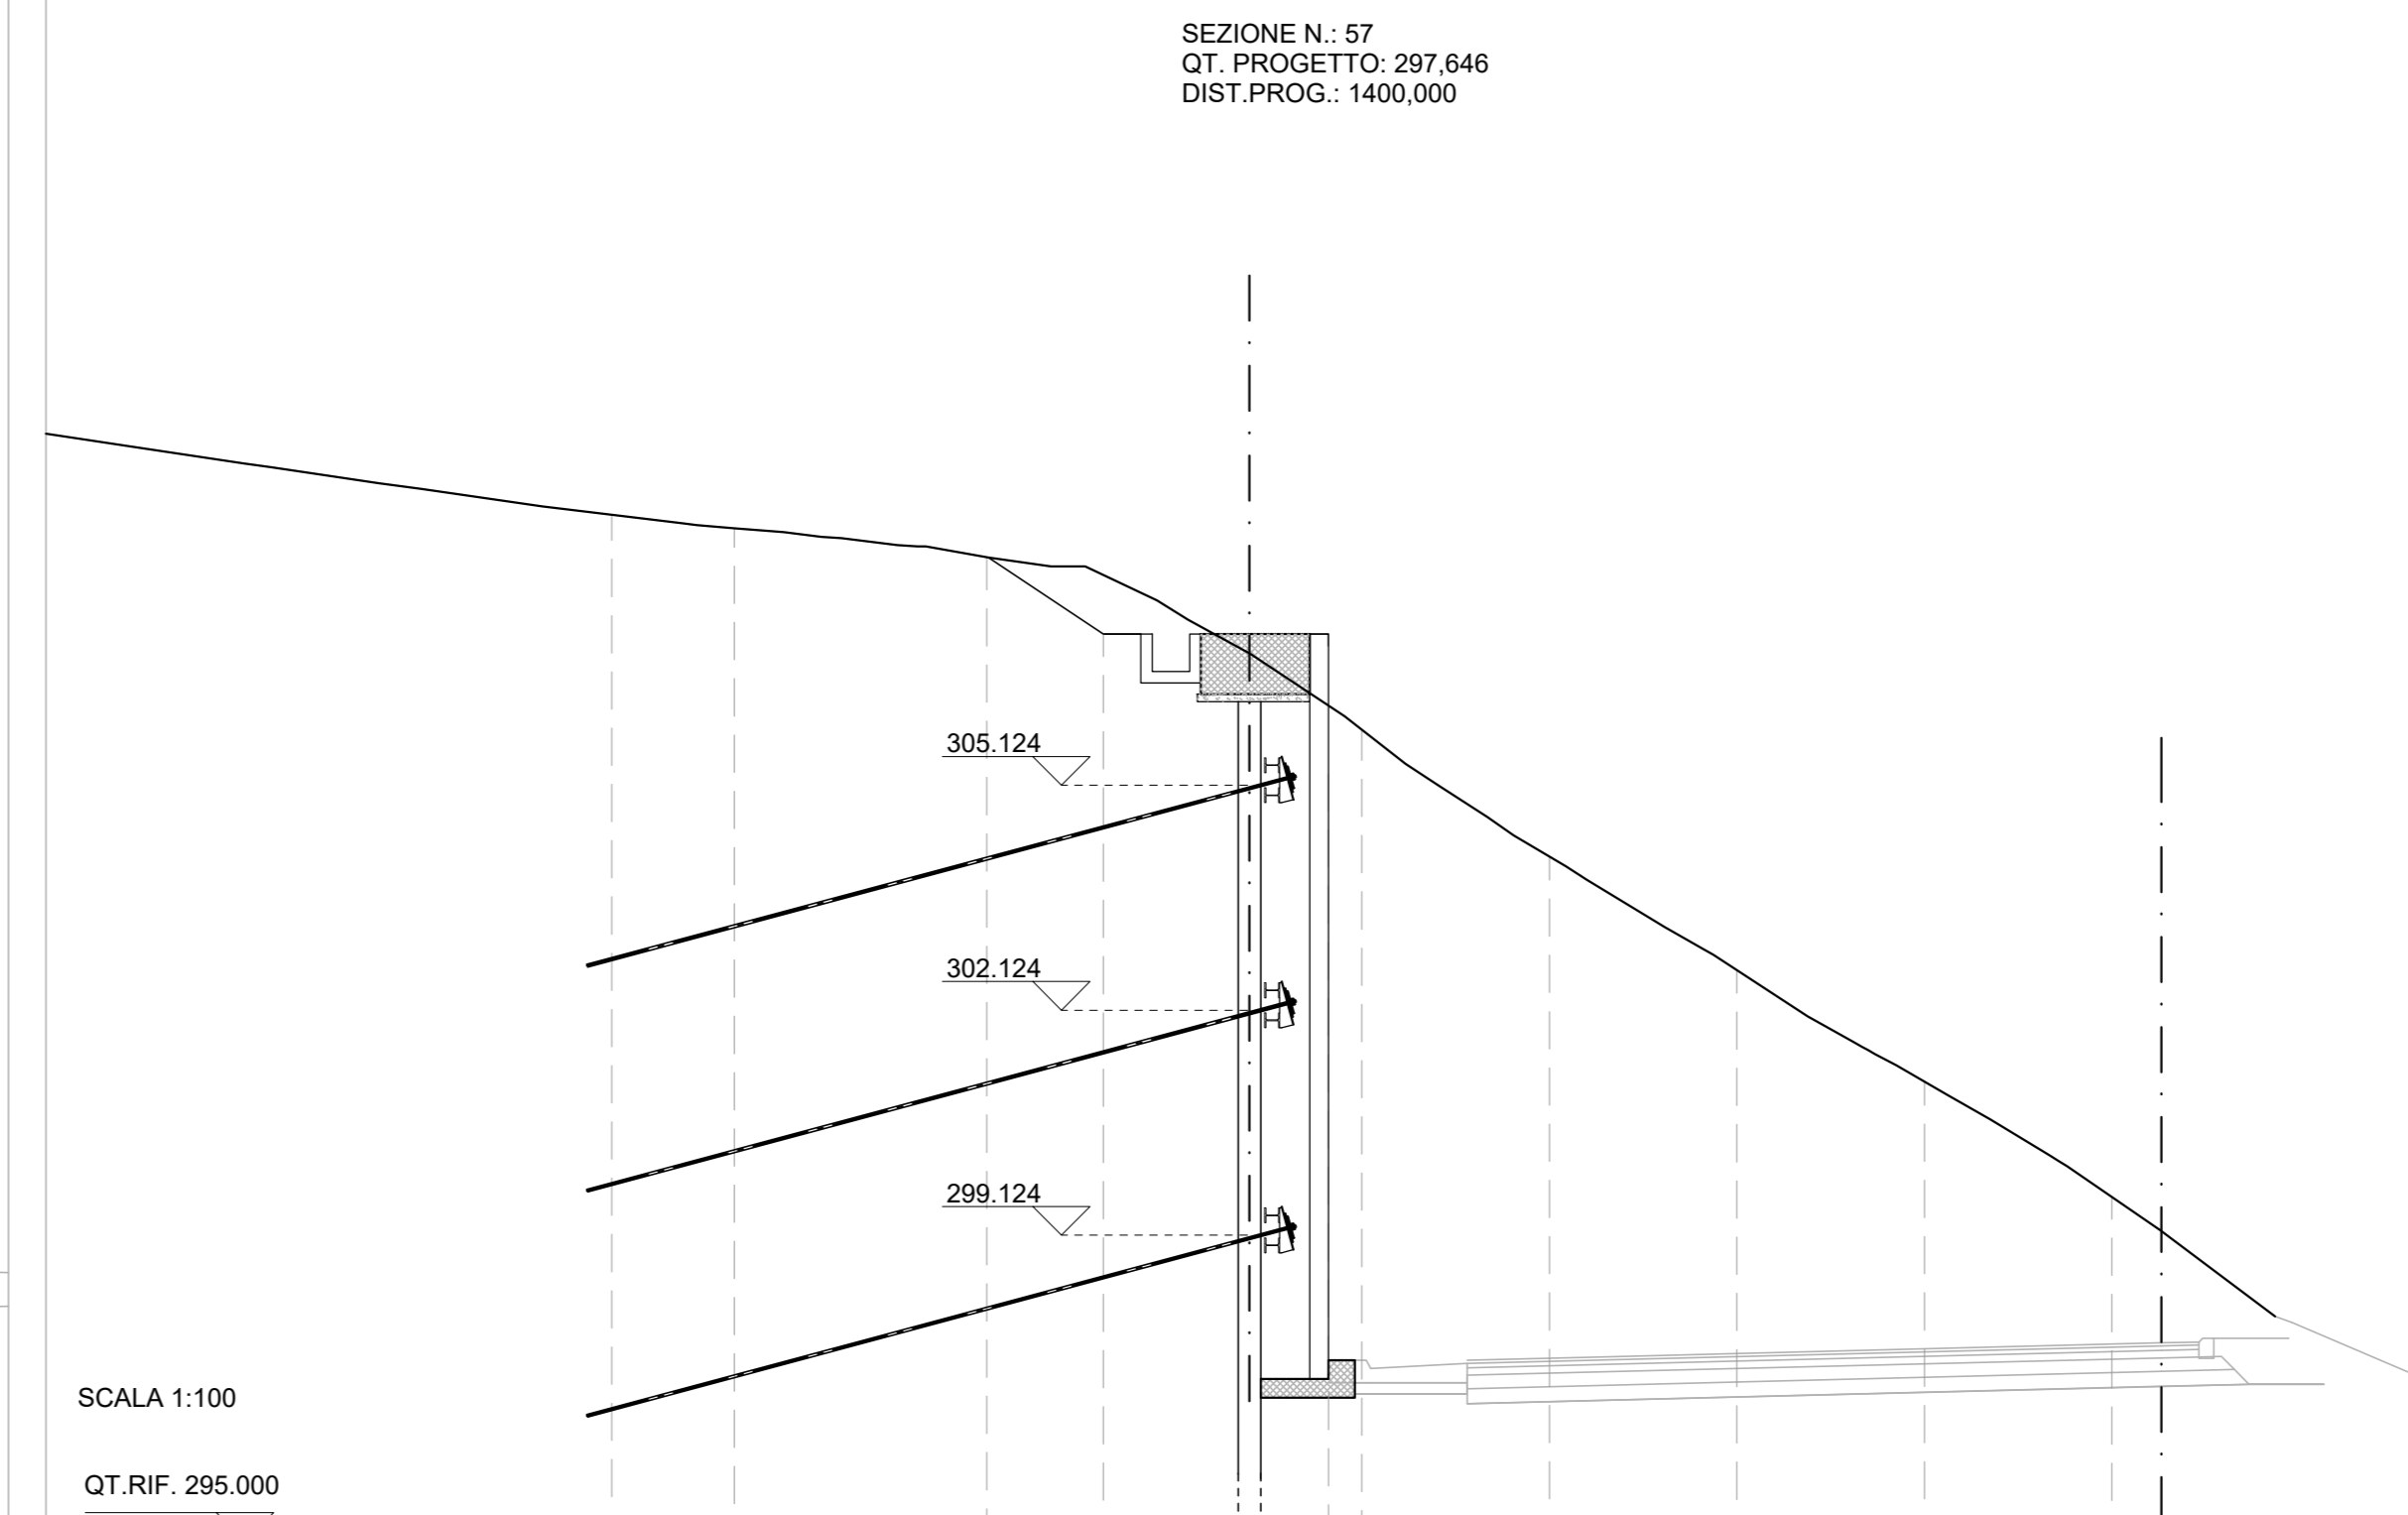 SEZIONE N.: 57
QT. PROGETTO: 297,646
DIST.PROG.: 1400,000
305.124
302.124
299.124
SCALA 1:100
QT.RIF. 295.000